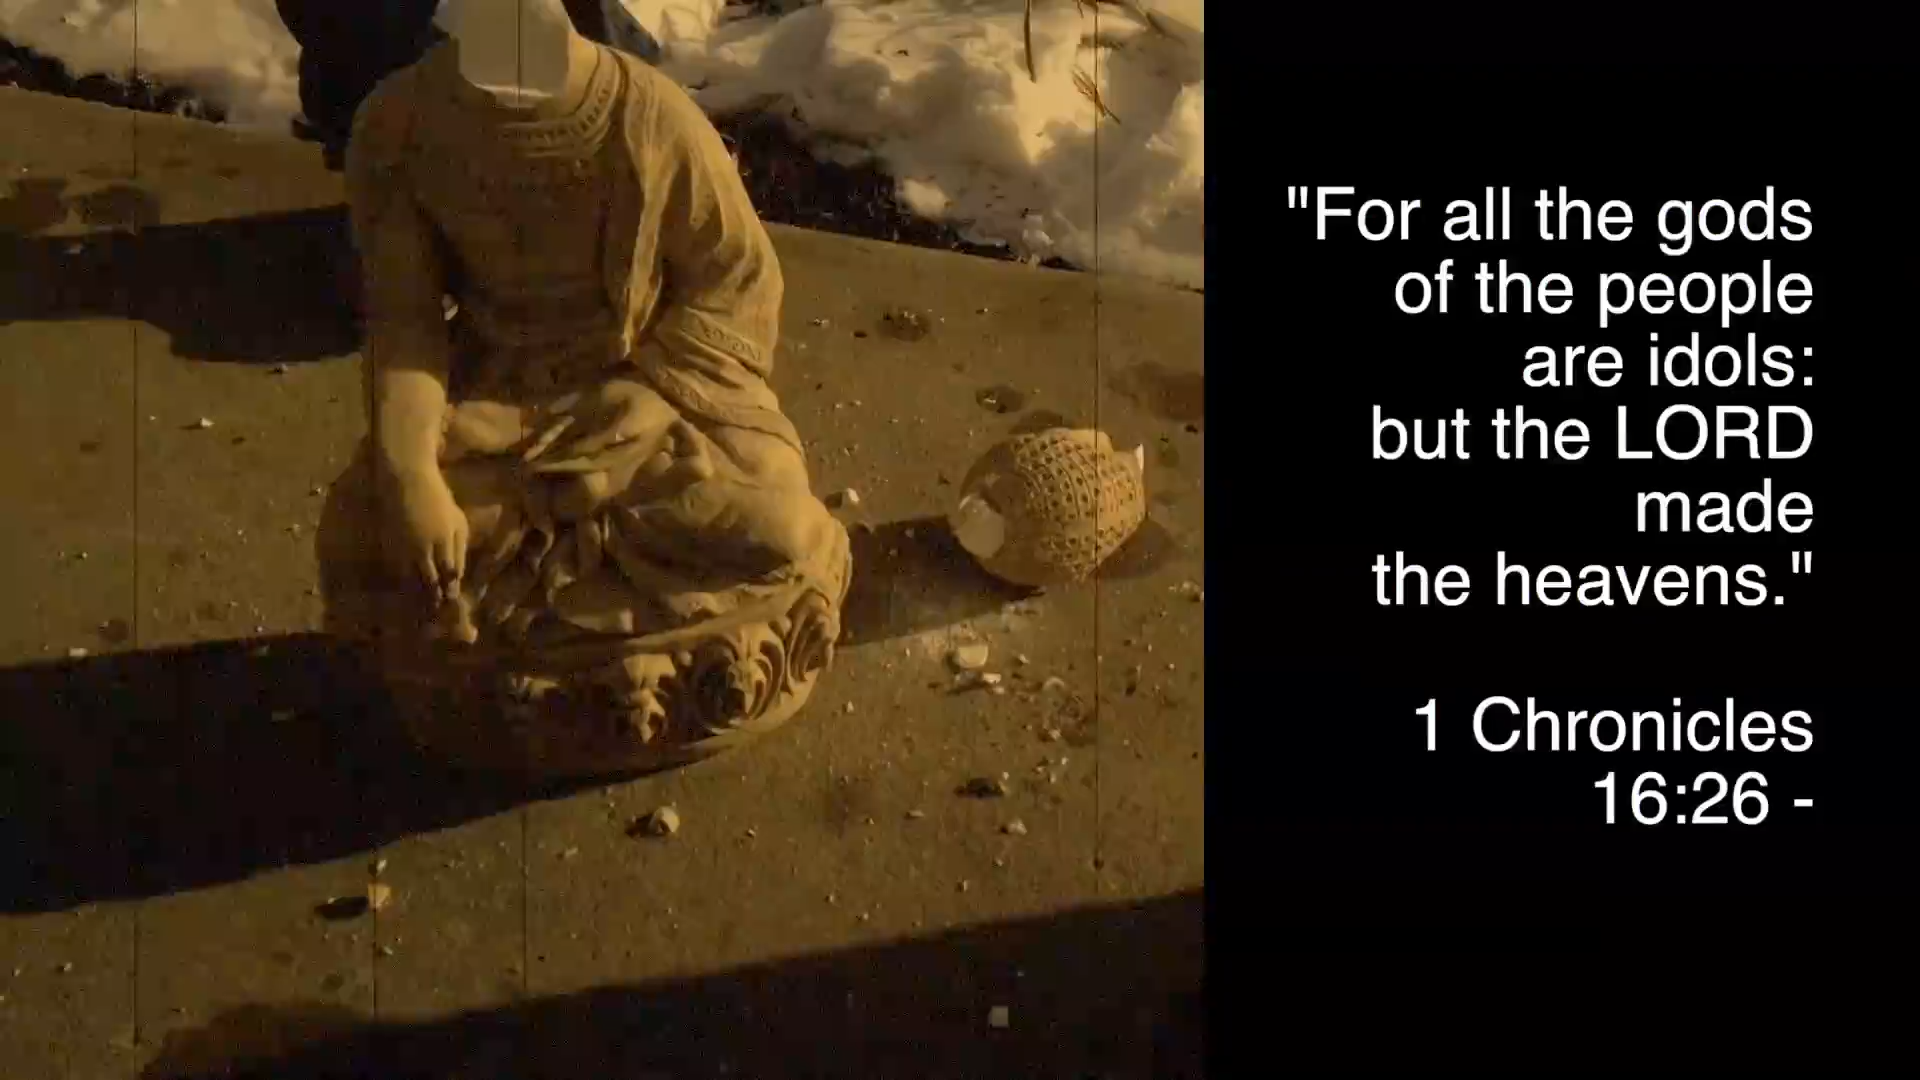 "For all the gods
of the people
are idols:
but the LORD
made
the heavens."
1 Chronicles
16:26 -